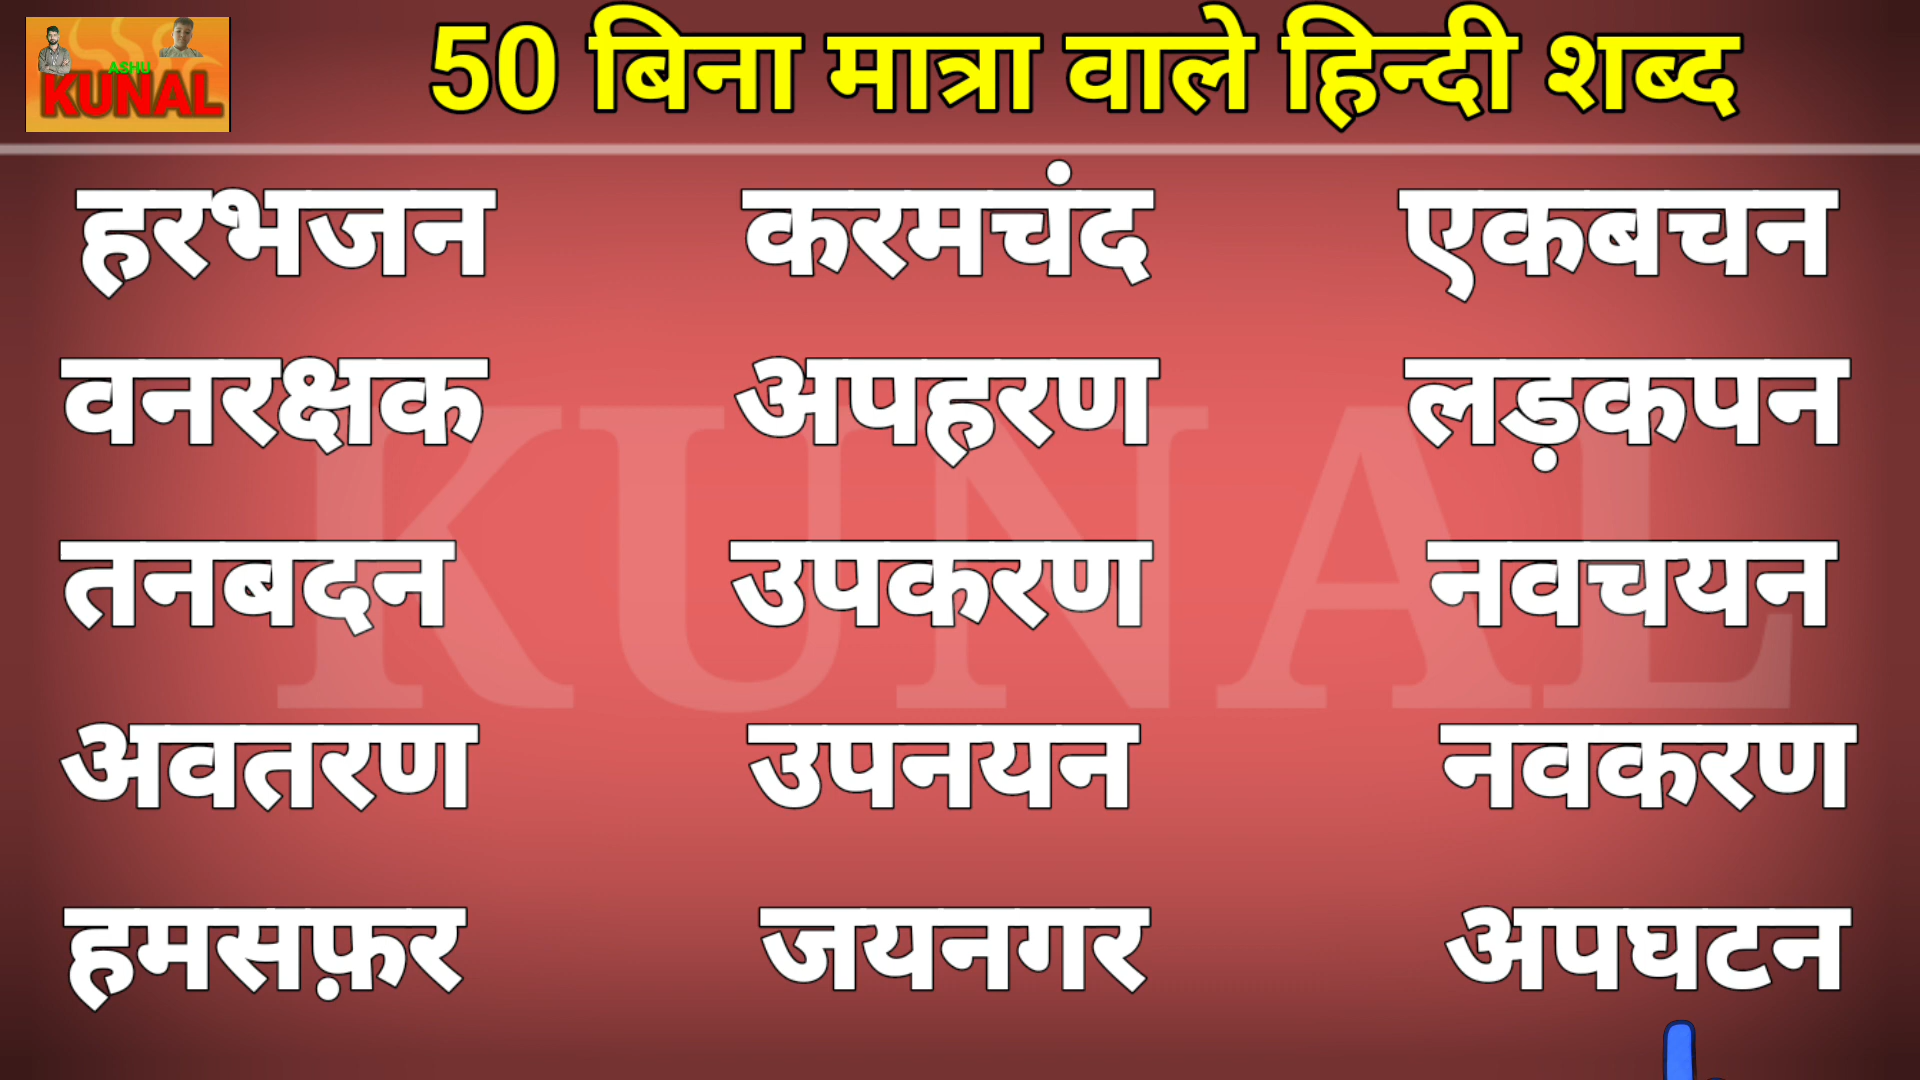 ASHU
KUNAL
50 बिना मात्रा वाले हिन्दी शब्द
हरभजन करमचंद एकबचन
वनरक्षक अपहरण लड़कपन
तनबदन उपकरण नवचयन
अवतरण उपनयन नवकरण
हमसफ़र जयनगर अपघटन
KUNAL